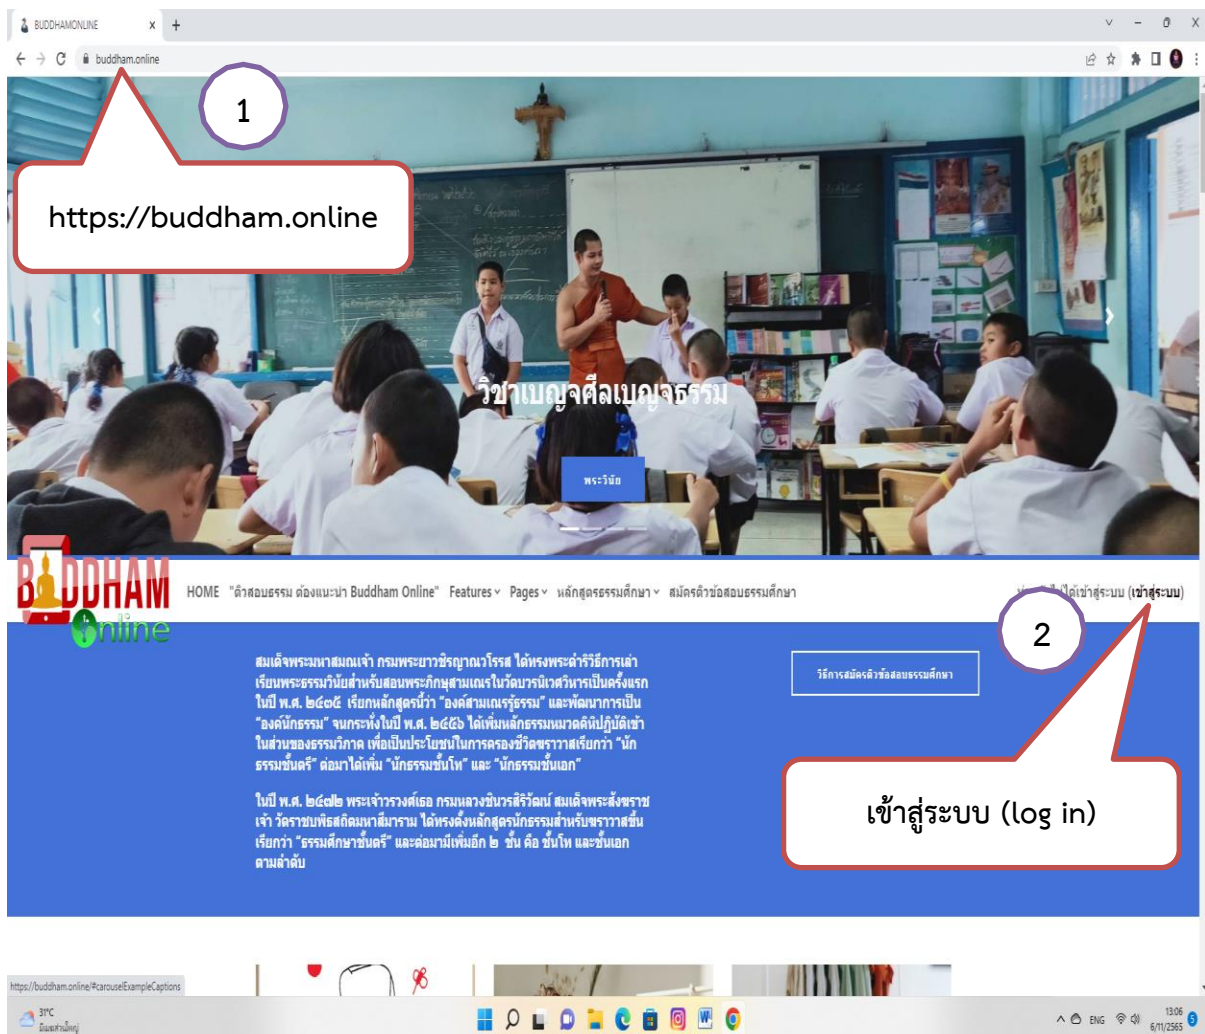 BUDDHAMONLINE
buddham.online
1
https://buddham.online
วิชาเบญจศีลเบญจธรรม
พระวินัย
BUDDHAM
Online
HOME "ติวสอบธรรม ต้องแนะนำ Buddham Online" Features Pages หลักสูตรธรรมศึกษา สมัครติวข้อสอบธรรมศึกษา
ได้เข้าสู่ระบบ (เข้าสู่ระบบ)
2
สมเด็จพระมหาสมณเจ้า กรมพระยาวชิรญาณวโรรส ได้ทรงพระดำริวิธีการเล่า
เรียนพระธรรมวินัยสำหรับสอนพระภิกษุสามเณรในวัดบวรนิเวศวิหารเป็นครั้งแรก
ในปี พ.ศ. ๒๔๓๕ เรียกหลักสูตรนี้ว่า "องค์สามเณรรู้ธรรม" และพัฒนาการเป็น
"องค์นักธรรม" จนกระทั่งในปี พ.ศ. ๒๔๕๖ ได้เพิ่มหลักธรรมหมวดคิหิปฏิบัติเข้า
ในส่วนของธรรมวิภาค เพื่อเป็นประโยชน์ในการครองชีวิตฆราวาสเรียกว่า "นัก
ธรรมชั้นตรี" ต่อมาได้เพิ่ม "นักธรรมชั้นโท" และ "นักธรรมชั้นเอก"
วิธีการสมัครติวข้อสอบธรรมศึกษา
ในปี พ.ศ. ๒๔๗๒ พระเจ้าวรวงศ์เธอ กรมหลวงชินวรสิริวัฒน์ สมเด็จพระสังฆราช
เจ้า วัดราชบพิธสถิตมหาสีมาราม ได้ทรงตั้งหลักสูตรนักธรรมสำหรับฆราวาสขึ้น
เรียกว่า "ธรรมศึกษาชั้นตรี" และต่อมามีเพิ่มอีก ๒ ชั้น คือ ชั้นโท และชั้นเอก
ตามลำดับ
เข้าสู่ระบบ (log in)
https://buddham.online/#carouselExampleCaptions
31°C
มีเมฆส่วนใหญ่
ENG
13:06
6/11/2565
5